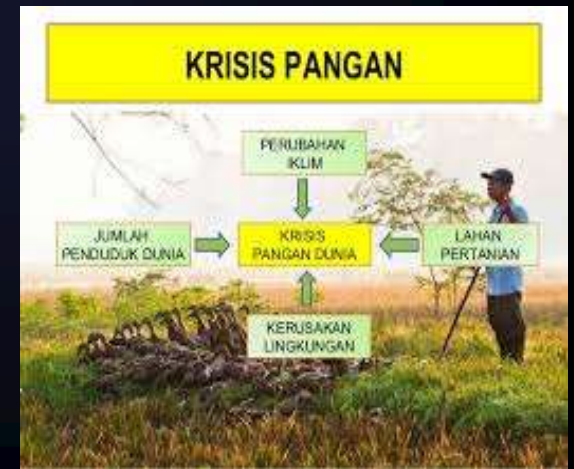 KRISIS PANGAN
PERUBAHAN
IKLIM
JUMLAH
PENDUDUK DUNIA
KRISIS
PANGAN DUNIA
LAHAN
PERTANIAN
KERUSAKAN
LINGKUNGAN